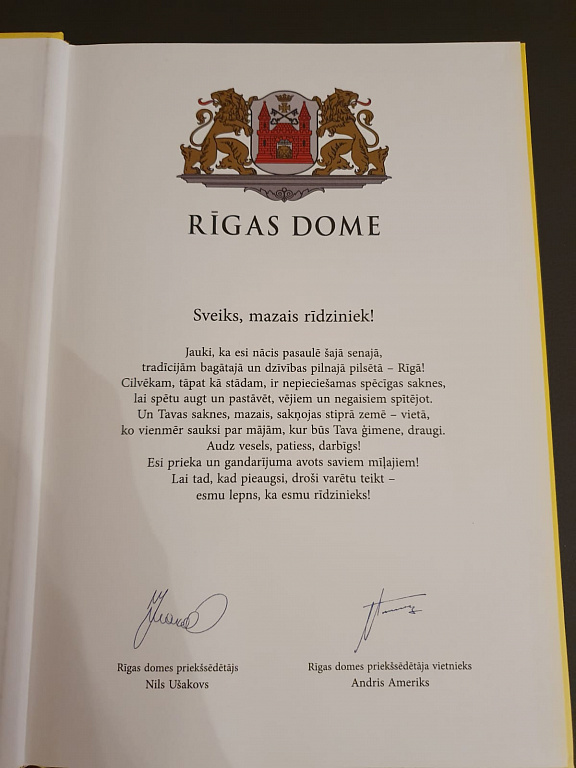 RĪGAS DOME
Sveiks, mazais rīdziniek!
Jauki, ka esi nācis pasaulē šajā senajā,
tradīcijām bagātajā un dzīvības pilnajā pilsētā – Rīgā!
Cilvēkam, tāpat kā stādam, ir nepieciešamas spēcīgas saknes,
lai spētu augt un pastāvēt, vējiem un negaisiem spītējot.
Un Tavas saknes, mazais, sakņojas stiprā zemē – vietā,
ko vienmēr sauksi par mājām, kur būs Tava ģimene, draugi.
Audz vesels, patiess, darbīgs!
Esi prieka un gandarījuma avots saviem mīļajiem!
Lai tad, kad pieaugsi, droši varētu teikt –
esmu lepns, ka esmu rīdzinieks!
Rīgas domes priekšsēdētājs
Nils Ušakovs
Rīgas domes priekšsēdētāja vietnieks
Andris Ameriks